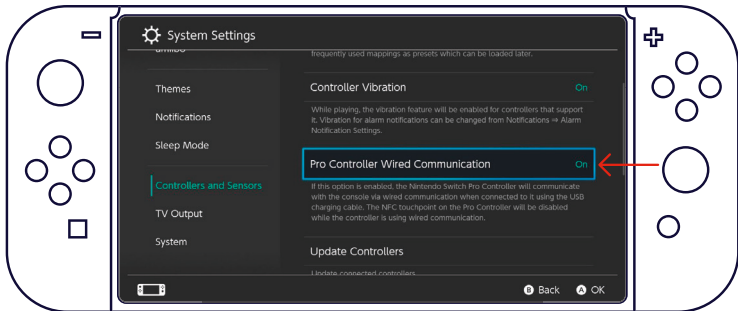 System Settings
amiibo
Themes
Notifications
Sleep Mode
Controllers and Sensors
TV Output
System
frequently used mappings as presets which can be loaded later.
Controller Vibration On
While playing, the vibration feature will be enabled for controllers that support
it. Vibration for alarm notifications can be changed from Notifications ⇒ Alarm
Notification Settings.
Pro Controller Wired Communication On
If this option is enabled, the Nintendo Switch Pro Controller will communicate
with the console via wired communication when connected to it using the USB
charging cable. The NFC touchpoint on the Pro Controller will be disabled
while the controller is using wired communication.
Update Controllers
Update connected controllers
B Back A OK